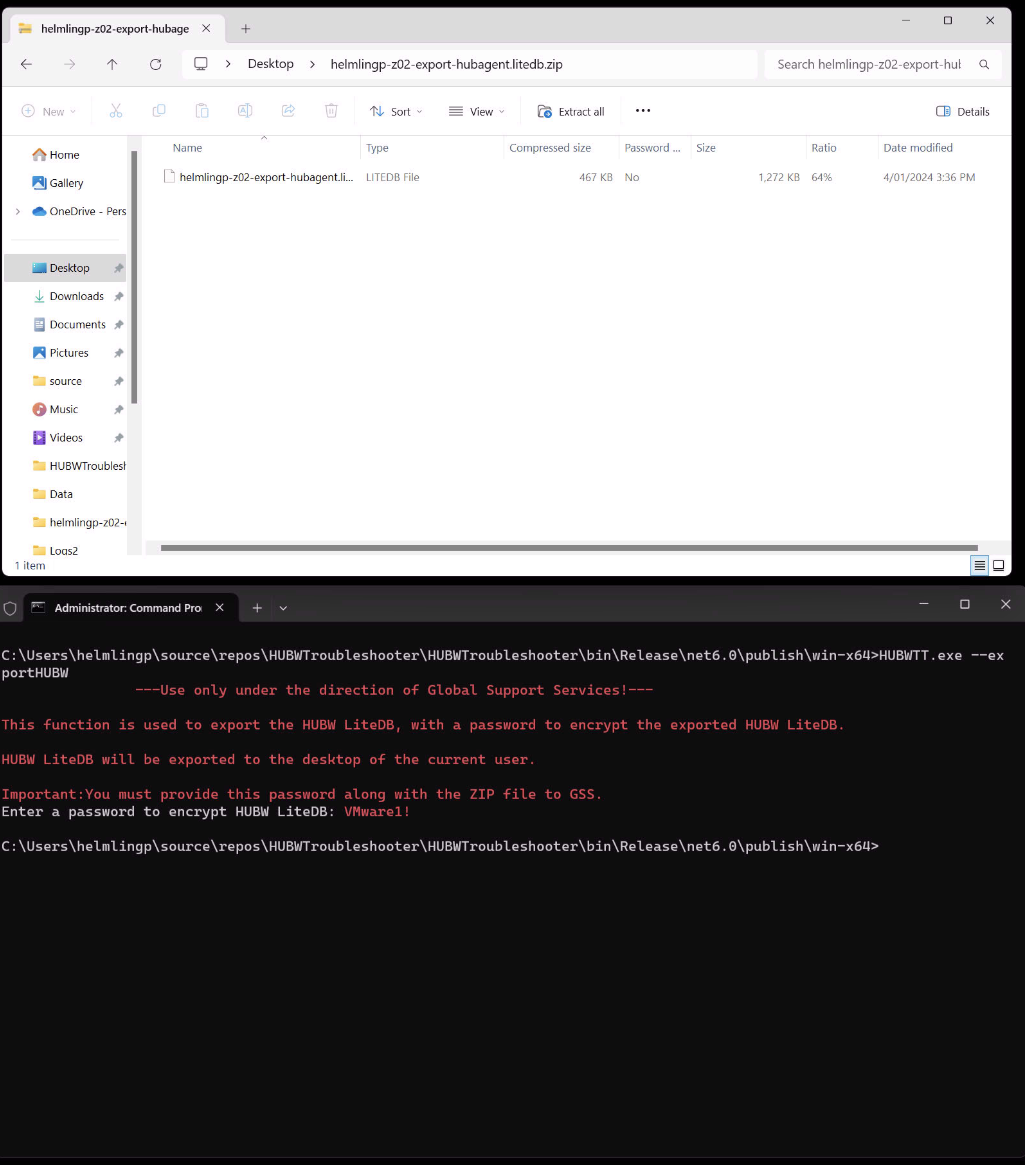 helmlingp-z02-export-hubage
Desktop > helmlingp-z02-export-hubagent.litedb.zip
Search helmlingp-z02-export-hul
New Sort View Extract all ••• Details
Name Type Compressed size Password ... Size Ratio Date modified
helmlingp-z02-export-hubagent.li... LITEDB File 467 KB No 1,272 KB 64% 4/01/2024 3:36 PM
Home
Gallery
OneDrive - Pers
Desktop
Downloads
Documents
Pictures
source
Music
Videos
HUBWTroublesh
Data
helmlingp-z02-e
Logs2
1 item
Administrator: Command Pro
C:\Users\helmlingp\source\repos\HUBWTroubleshooter\HUBWTroubleshooter\bin\Release\net6.0\publish\win-x64>HUBWTT.exe --ex
portHUBW
---Use only under the direction of Global Support Services!---
This function is used to export the HUBW LiteDB, with a password to encrypt the exported HUBW LiteDB.
HUBW LiteDB will be exported to the desktop of the current user.
Important:You must provide this password along with the ZIP file to GSS.
Enter a password to encrypt HUBW LiteDB: VMware1!
C:\Users\helmlingp\source\repos\HUBWTroubleshooter\HUBWTroubleshooter\bin\Release\net6.0\publish\win-x64>